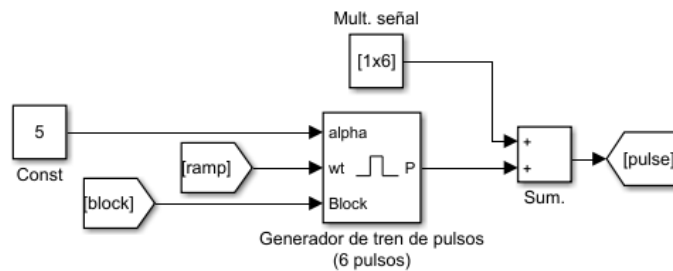 Mult. señal
[1x6]
5
Const
[ramp]
[block]
alpha
wt
P
Block
Generador de tren de pulsos
(6 pulsos)
+
+
Sum.
[pulse]